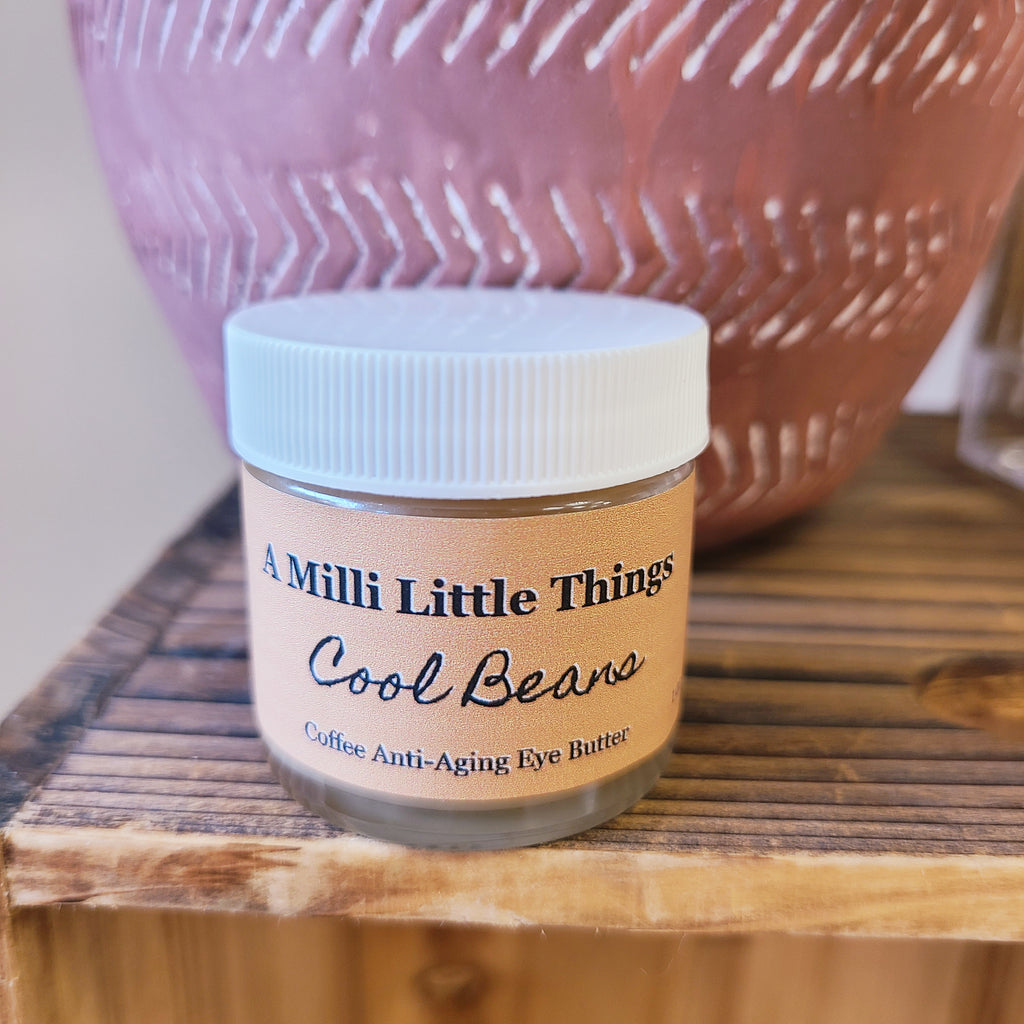 A Milli Little Things
Cool Beans
Coffee Anti-Aging Eye Butter